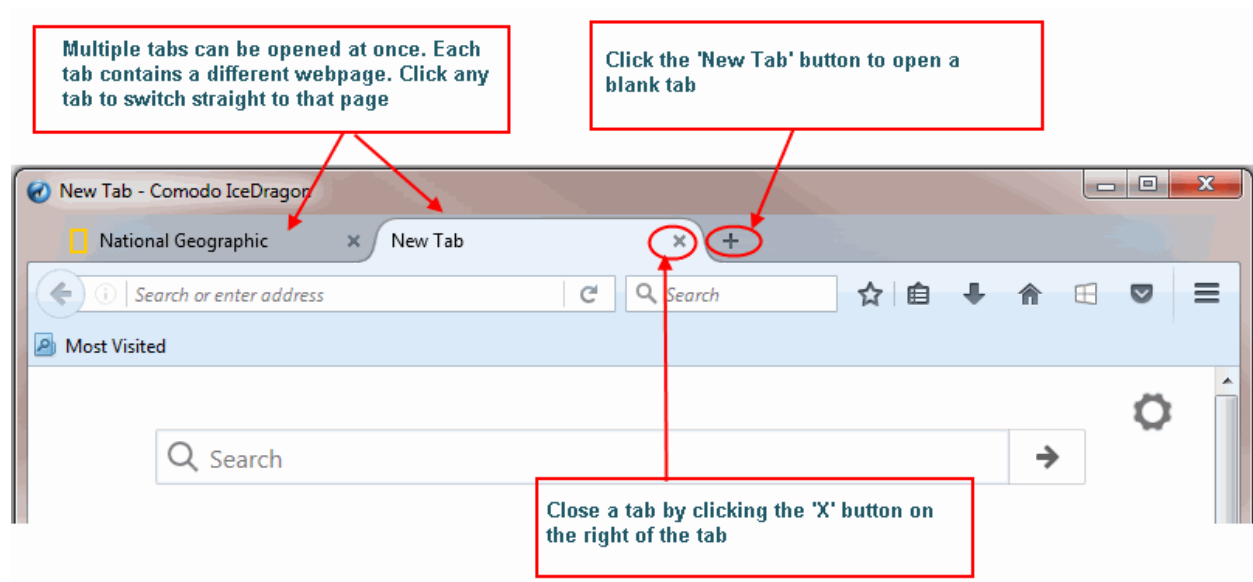 Multiple tabs can be opened at once. Each
tab contains a different webpage. Click any
tab to switch straight to that page
Click the 'New Tab' button to open a
blank tab
New Tab - Comodo IceDragon
National Geographic
New Tab
Search or enter address
Search
Most Visited
Search
Close a tab by clicking the 'X' button on
the right of the tab